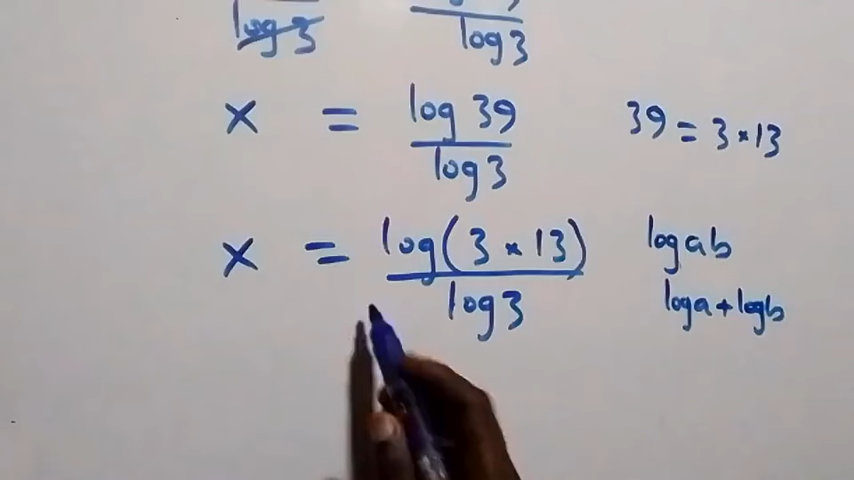 log 3 log 3
x = log 39 / log 3 39 = 3 × 13
x = log(3 × 13) / log 3 log ab
log a + log b